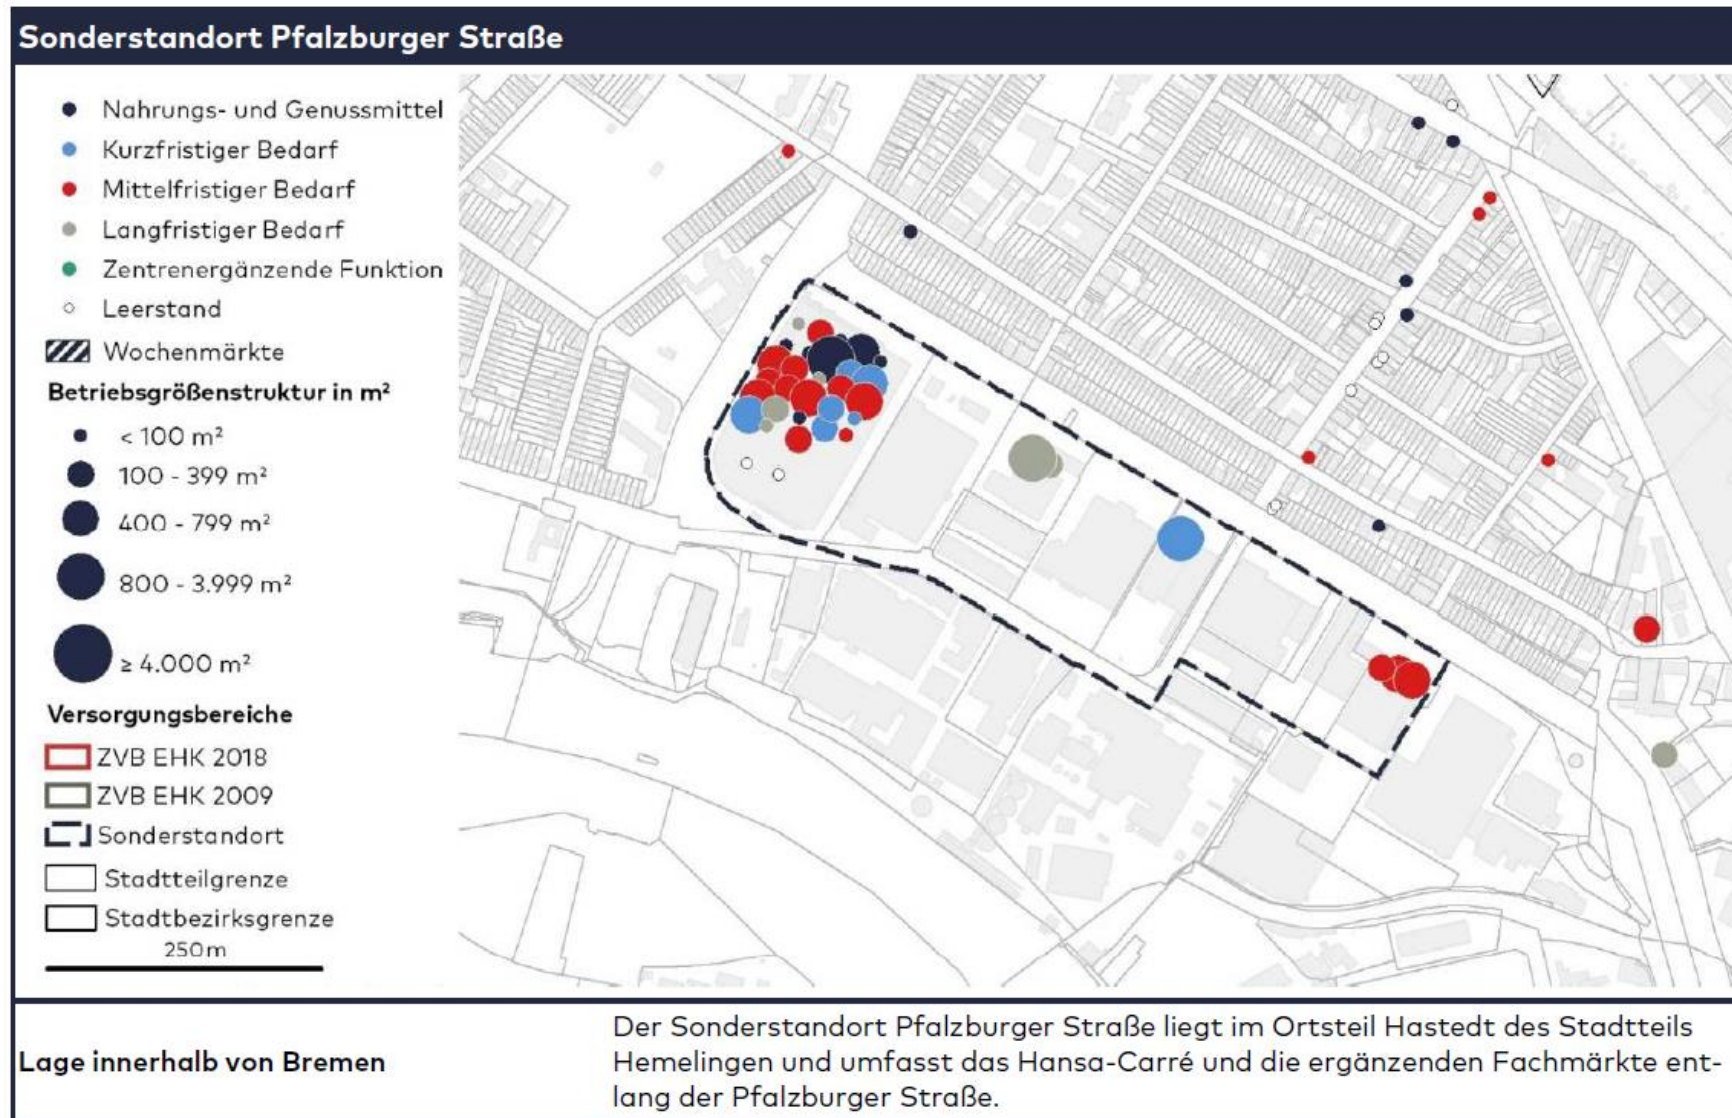 Sonderstandort Pfalzburger Straße
Nahrungs- und Genussmittel
Kurzfristiger Bedarf
Mittelfristiger Bedarf
Langfristiger Bedarf
Zentrenergänzende Funktion
Leerstand
Wochenmärkte
Betriebsgrößenstruktur in m²
< 100 m²
100 - 399 m²
400 - 799 m²
800 - 3.999 m²
≥ 4.000 m²
Versorgungsbereiche
ZVB EHK 2018
ZVB EHK 2009
Sonderstandort
Stadtteilgrenze
Stadtbezirksgrenze
250 m
Lage innerhalb von Bremen
Der Sonderstandort Pfalzburger Straße liegt im Ortsteil Hastedt des Stadtteils
Hemelingen und umfasst das Hansa-Carré und die ergänzenden Fachmärkte ent-
lang der Pfalzburger Straße.